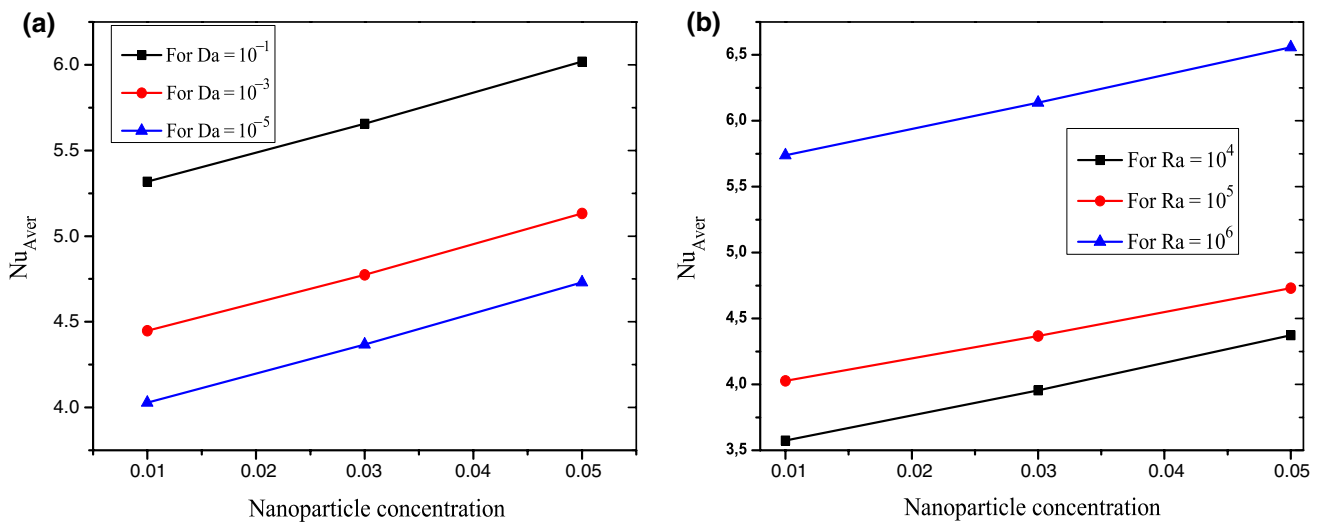 (a)
For Da = 10⁻¹
For Da = 10⁻³
For Da = 10⁻⁵
6.0
5.5
5.0
4.5
4.0
Nu_Aver
0.01 0.02 0.03 0.04 0.05
Nanoparticle concentration
(b)
6,5
6,0
5,5
5,0
4,5
4,0
3,5
Nu_Aver
For Ra = 10⁴
For Ra = 10⁵
For Ra = 10⁶
0.01 0.02 0.03 0.04 0.05
Nanoparticle concentration